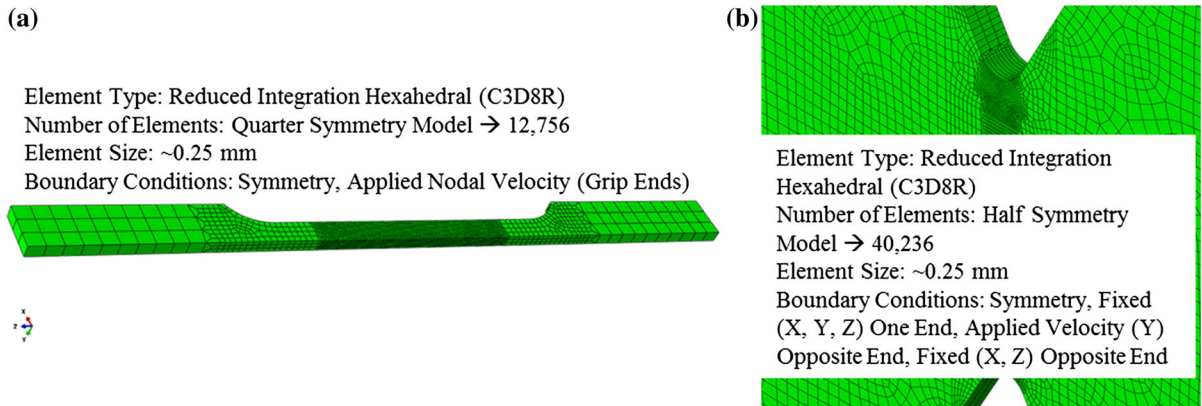 (a)
Element Type: Reduced Integration Hexahedral (C3D8R)
Number of Elements: Quarter Symmetry Model → 12,756
Element Size: ~0.25 mm
Boundary Conditions: Symmetry, Applied Nodal Velocity (Grip Ends)
X
Z
Y
(b)
Element Type: Reduced Integration
Hexahedral (C3D8R)
Number of Elements: Half Symmetry
Model → 40,236
Element Size: ~0.25 mm
Boundary Conditions: Symmetry, Fixed
(X, Y, Z) One End, Applied Velocity (Y)
Opposite End, Fixed (X, Z) Opposite End